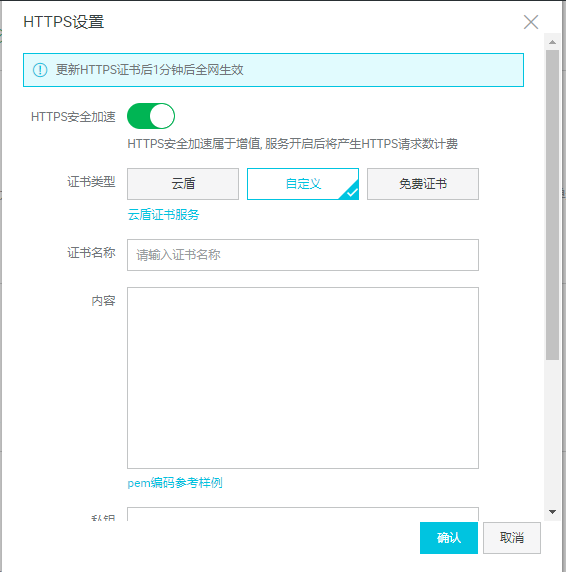 HTTPS设置
更新HTTPS证书后1分钟后全网生效
HTTPS安全加速
HTTPS安全加速属于增值, 服务开启后将产生HTTPS请求数计费
证书类型
云盾
自定义
免费证书
云盾证书服务
证书名称
请输入证书名称
内容
pem编码参考样例
私钥
确认
取消